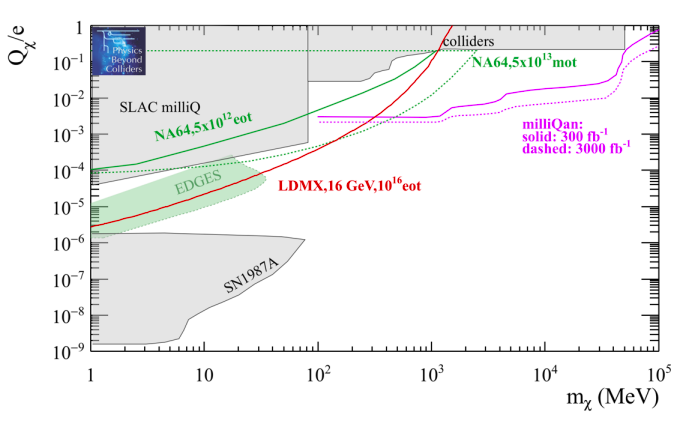 Qχ/e
1
10⁻¹
10⁻²
10⁻³
10⁻⁴
10⁻⁵
10⁻⁶
10⁻⁷
10⁻⁸
10⁻⁹
Physics
Beyond
Colliders
colliders
NA64,5x10¹³mot
SLAC milliQ
NA64,5x10¹²eot
milliQan:
solid: 300 fb⁻¹
dashed: 3000 fb⁻¹
EDGES
LDMX,16 GeV,10¹⁶eot
SN1987A
1
10
10²
10³
10⁴
10⁵
mχ (MeV)